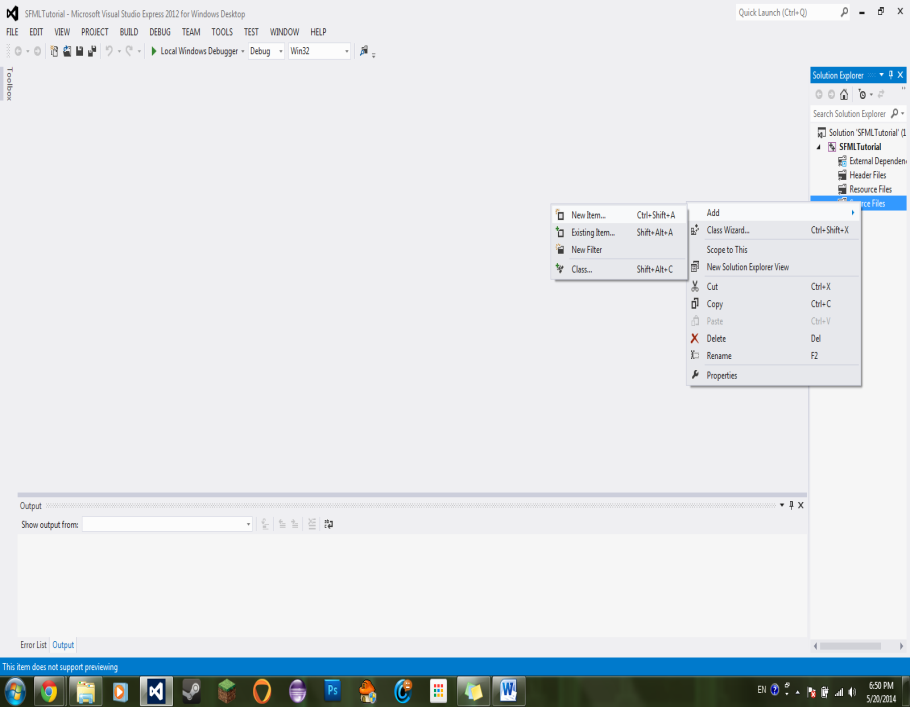 SFMLTutorial - Microsoft Visual Studio Express 2012 for Windows Desktop
Quick Launch (Ctrl+Q)
FILE EDIT VIEW PROJECT BUILD DEBUG TEAM TOOLS TEST WINDOW HELP
Local Windows Debugger Debug Win32
Toolbox
Solution Explorer
Search Solution Explorer
Solution 'SFMLTutorial' (1
SFMLTutorial
External Dependen
Header Files
Resource Files
rce Files
New Item... Ctrl+Shift+A
Existing Item... Shift+Alt+A
New Filter
Class... Shift+Alt+C
Add
Class Wizard... Ctrl+Shift+X
Scope to This
New Solution Explorer View
Cut Ctrl+X
Copy Ctrl+C
Paste Ctrl+V
Delete Del
Rename F2
Properties
Output
Show output from:
Error List Output
This item does not support previewing
Ps
W
EN
6:50 PM
5/20/2014